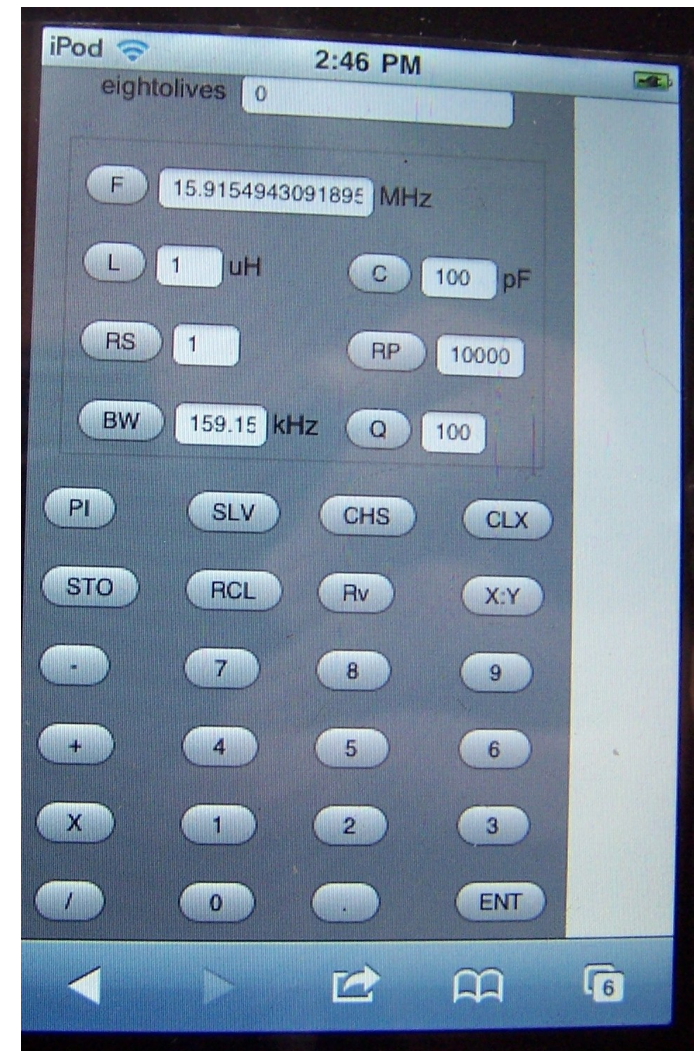 iPod 2:46 PM
eightolives 0
F 15.9154943091895 MHz
L 1 uH C 100 pF
RS 1 RP 10000
BW 159.15 kHz Q 100
PI SLV CHS CLX
STO RCL Rv X:Y
- 7 8 9
+ 4 5 6
X 1 2 3
/ 0 . ENT
6